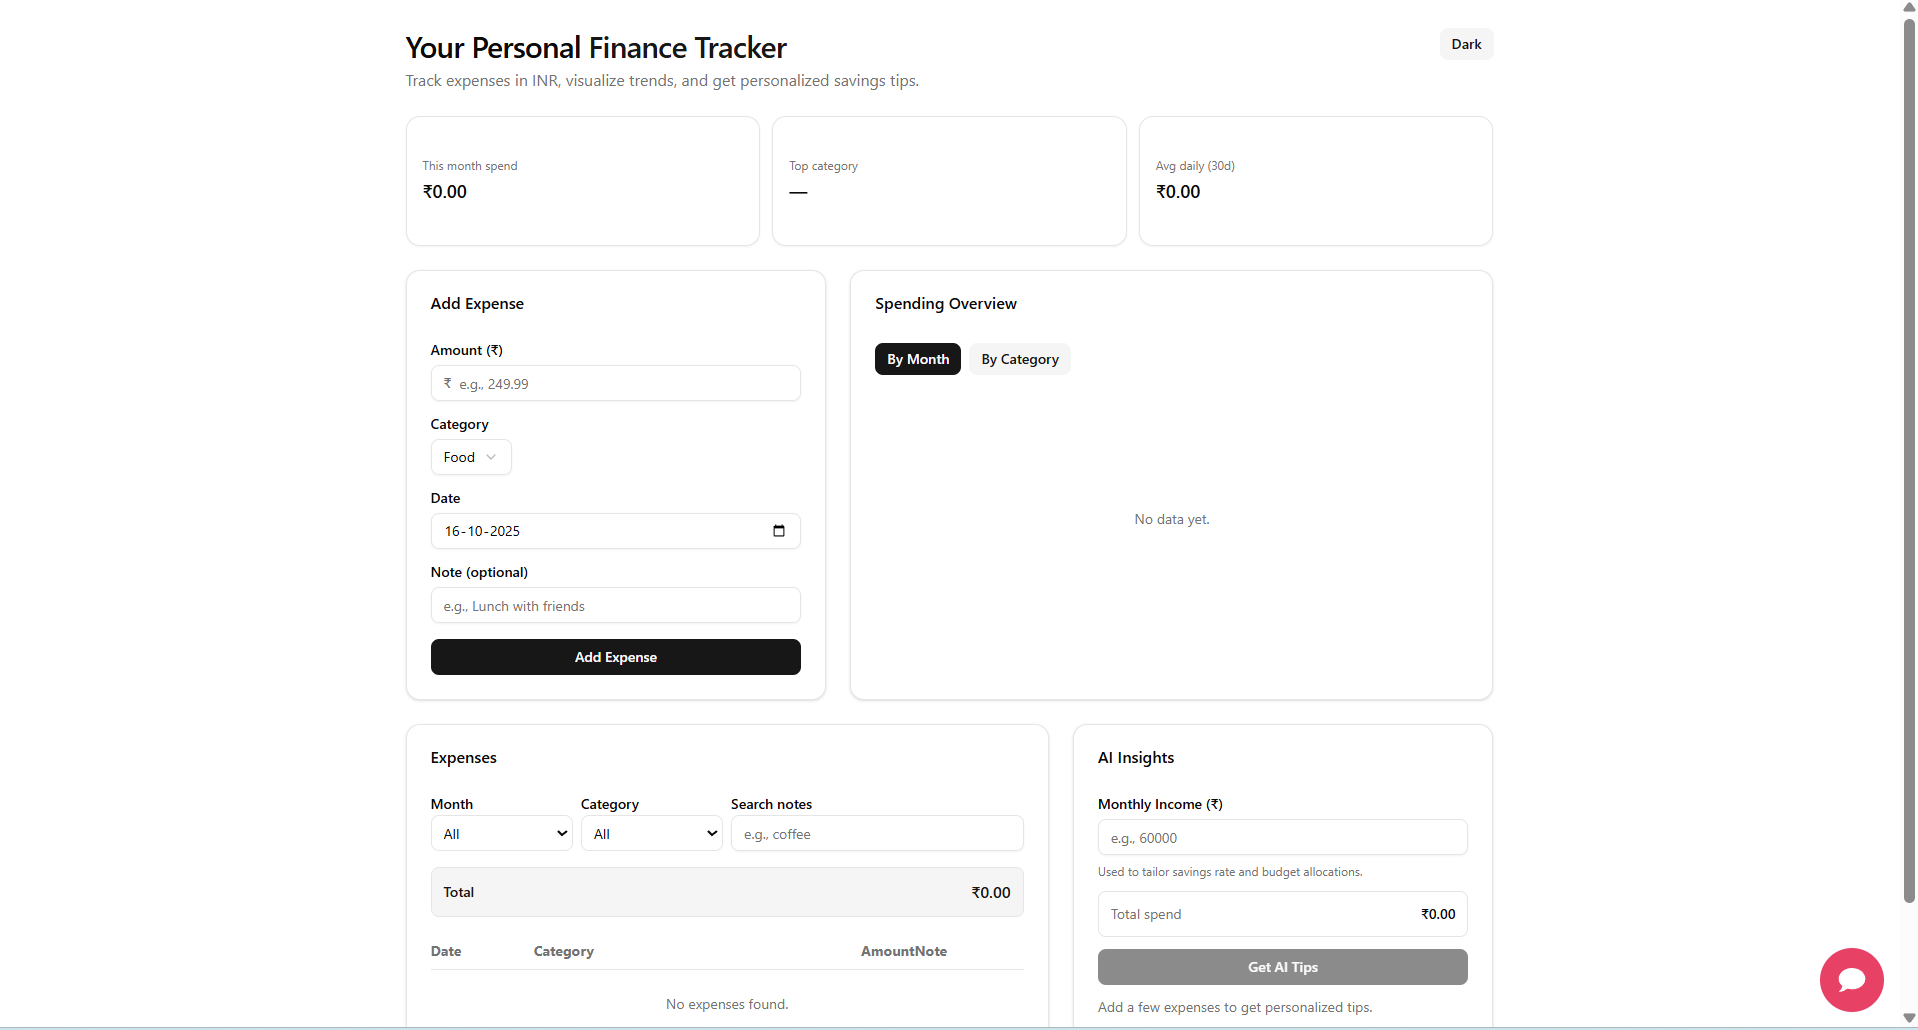 Your Personal Finance Tracker
Dark
Track expenses in INR, visualize trends, and get personalized savings tips.
This month spend
₹0.00
Top category
—
Avg daily (30d)
₹0.00
Add Expense
Amount (₹)
₹ e.g., 249.99
Category
Food
Date
16-10-2025
Note (optional)
e.g., Lunch with friends
Add Expense
Spending Overview
By Month By Category
No data yet.
Expenses
Month Category Search notes
All All e.g., coffee
Total ₹0.00
Date Category AmountNote
No expenses found.
AI Insights
Monthly Income (₹)
e.g., 60000
Used to tailor savings rate and budget allocations.
Total spend ₹0.00
Get AI Tips
Add a few expenses to get personalized tips.